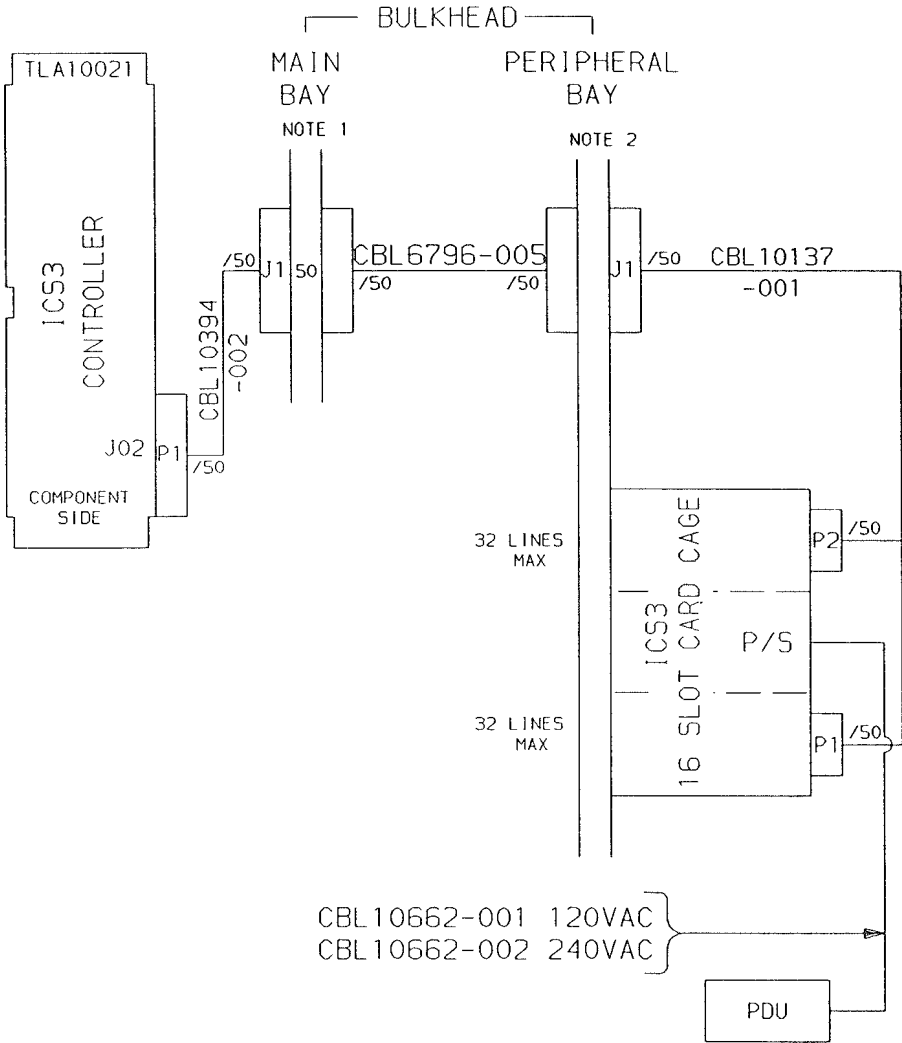 BULKHEAD
TLA10021
MAIN
BAY
PERIPHERAL
BAY
NOTE 1
NOTE 2
ICS3
CONTROLLER
/50
J1
50
CBL6796-005
/50
/50
J1
/50
CBL10137
-001
CBL10394
-002
J02
P1
/50
COMPONENT
SIDE
32 LINES
MAX
P2
/50
ICS3
16 SLOT CARD CAGE
P/S
32 LINES
MAX
P1
/50
CBL10662-001 120VAC
CBL10662-002 240VAC
PDU